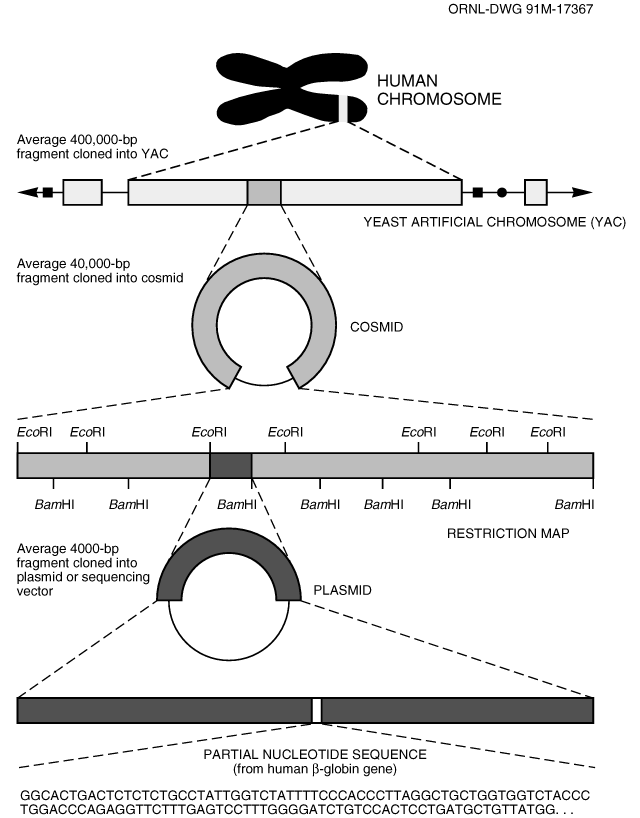 ORNL-DWG 91M-17367
HUMAN
CHROMOSOME
Average 400,000-bp
fragment cloned into YAC
YEAST ARTIFICIAL CHROMOSOME (YAC)
Average 40,000-bp
fragment cloned into cosmid
COSMID
EcoRI EcoRI EcoRI EcoRI EcoRI EcoRI EcoRI
BamHI BamHI BamHI BamHI BamHI BamHI BamHI
RESTRICTION MAP
Average 4000-bp
fragment cloned into
plasmid or sequencing
vector
PLASMID
PARTIAL NUCLEOTIDE SEQUENCE
(from human β-globin gene)
GGCACTGACTCTCTCTGCCTATTGGTCTATTTTCCCACCCTTAGGCTGCTGGTGGTCTACCC
TGGACCCAGAGGTTCTTTGAGTCCTTTGGGGATCTGTCCACTCCTGATGCTGTTATGG. . .